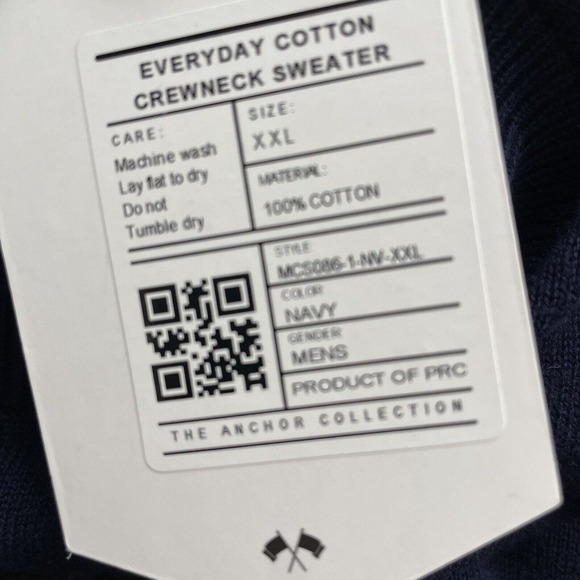 EVERYDAY COTTON
CREWNECK SWEATER
CARE:
Machine wash
Lay flat to dry
Do not
Tumble dry
SIZE:
XXL
MATERIAL:
100% COTTON
STYLE
MCS086-1-NV-XXL
COLOR
NAVY
GENDER
MENS
PRODUCT OF PRC
THE ANCHOR COLLECTION